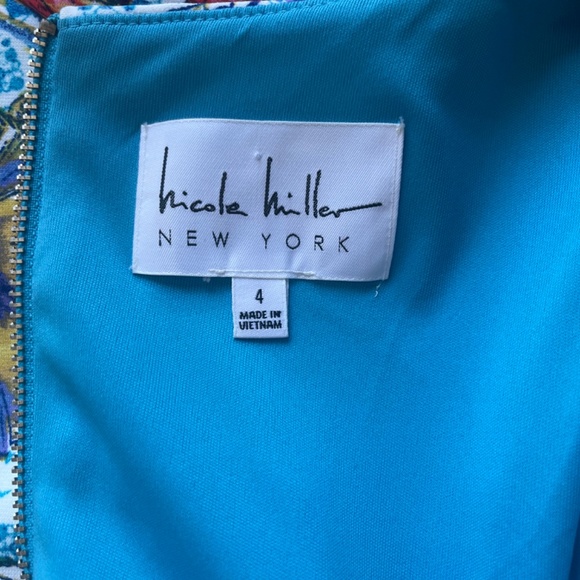 Nicole Miller
NEW YORK
4
MADE IN
VIETNAM